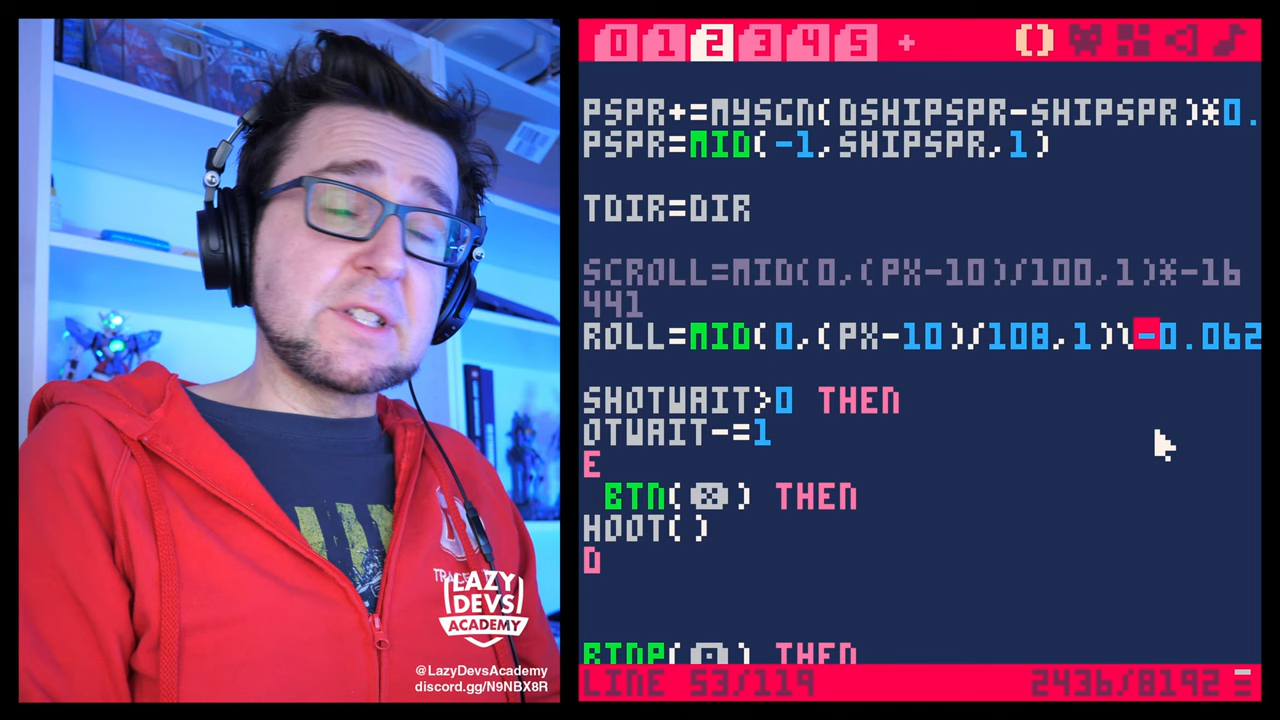 0 1 2 3 4 5 +
PSPR+=MYSGN(DSHIPSPR-SHIPSPR)*0.
PSPR=MID(-1,SHIPSPR,1)
TDIR=DIR
SCROLL=MID(0,(PX-10)/100,1)*-16
441
ROLL=MID(0,(PX-10)/108,1)\-0.062
SHOTWAIT>0 THEN
OTWAIT-=1
E
BTN(❎) THEN
HOOT()
D
BTNP( ) THEN
LINE 53/119
2436/8192
LAZY
DEVS
ACADEMY
@LazyDevsAcademy
discord.gg/N9NBX8R